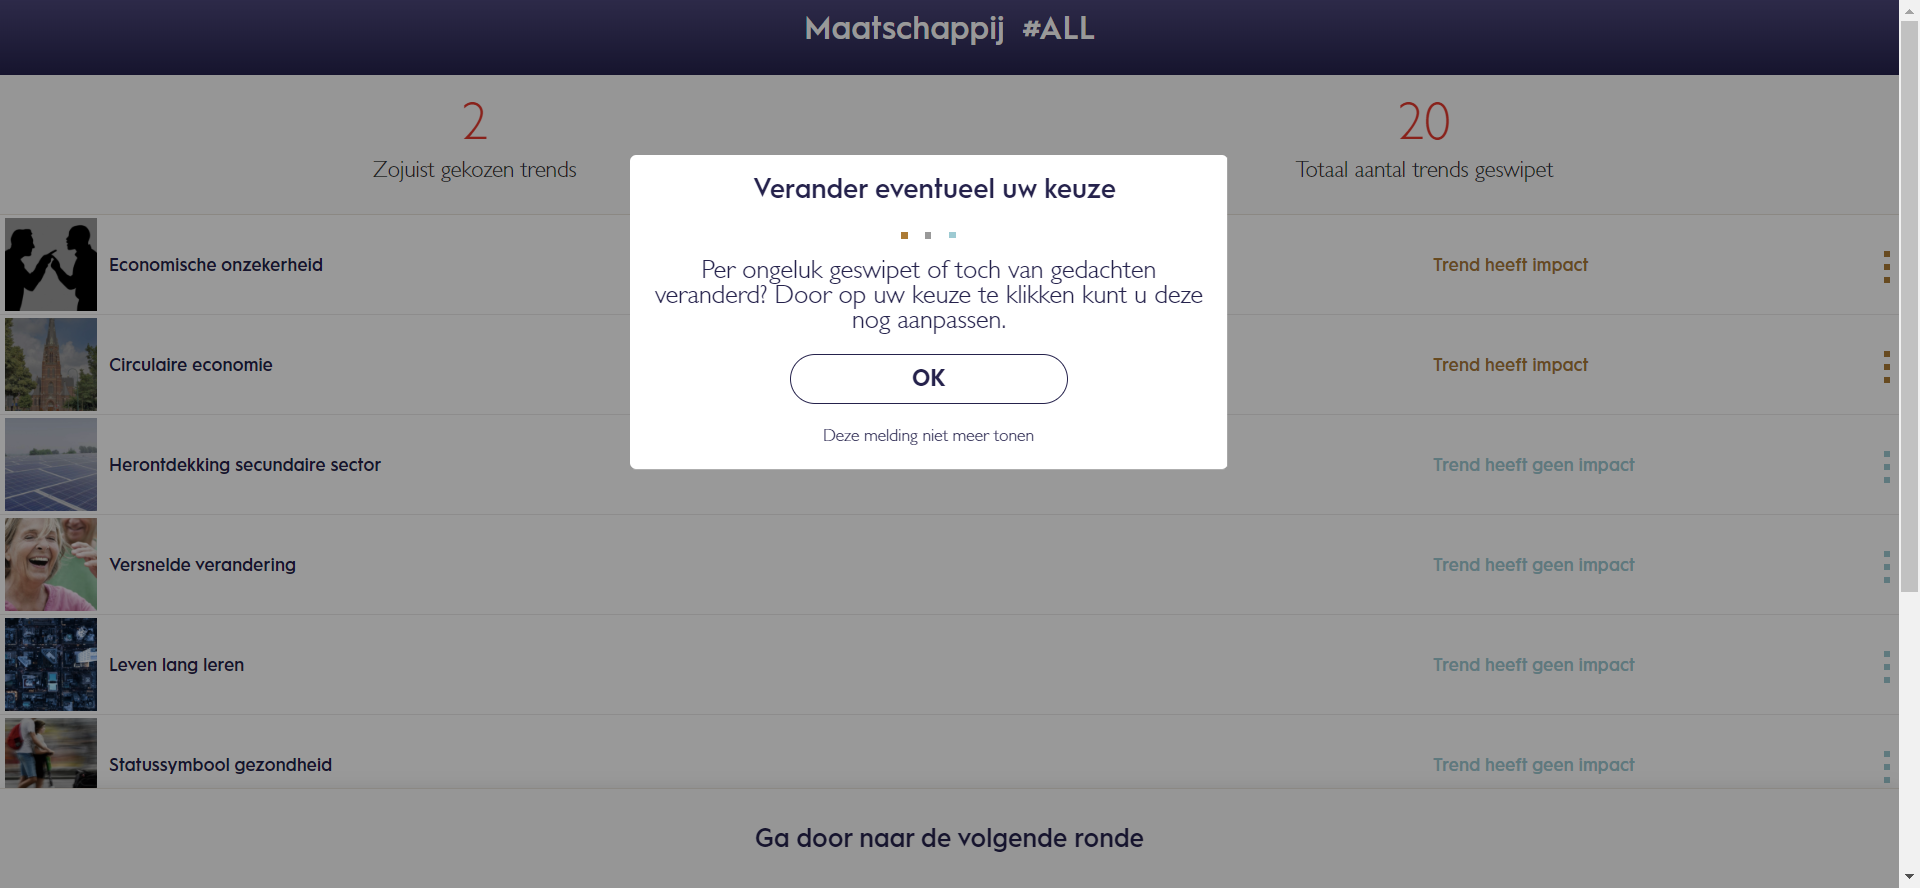 Maatschappij #ALL
2
Zojuist gekozen trends
20
Totaal aantal trends geswipet
Verander eventueel uw keuze
Per ongeluk geswipet of toch van gedachten
veranderd? Door op uw keuze te klikken kunt u deze
nog aanpassen.
OK
Deze melding niet meer tonen
Economische onzekerheid
Trend heeft impact
Circulaire economie
Trend heeft impact
Herontdekking secundaire sector
Trend heeft geen impact
Versnelde verandering
Trend heeft geen impact
Leven lang leren
Trend heeft geen impact
Statussymbool gezondheid
Trend heeft geen impact
Ga door naar de volgende ronde